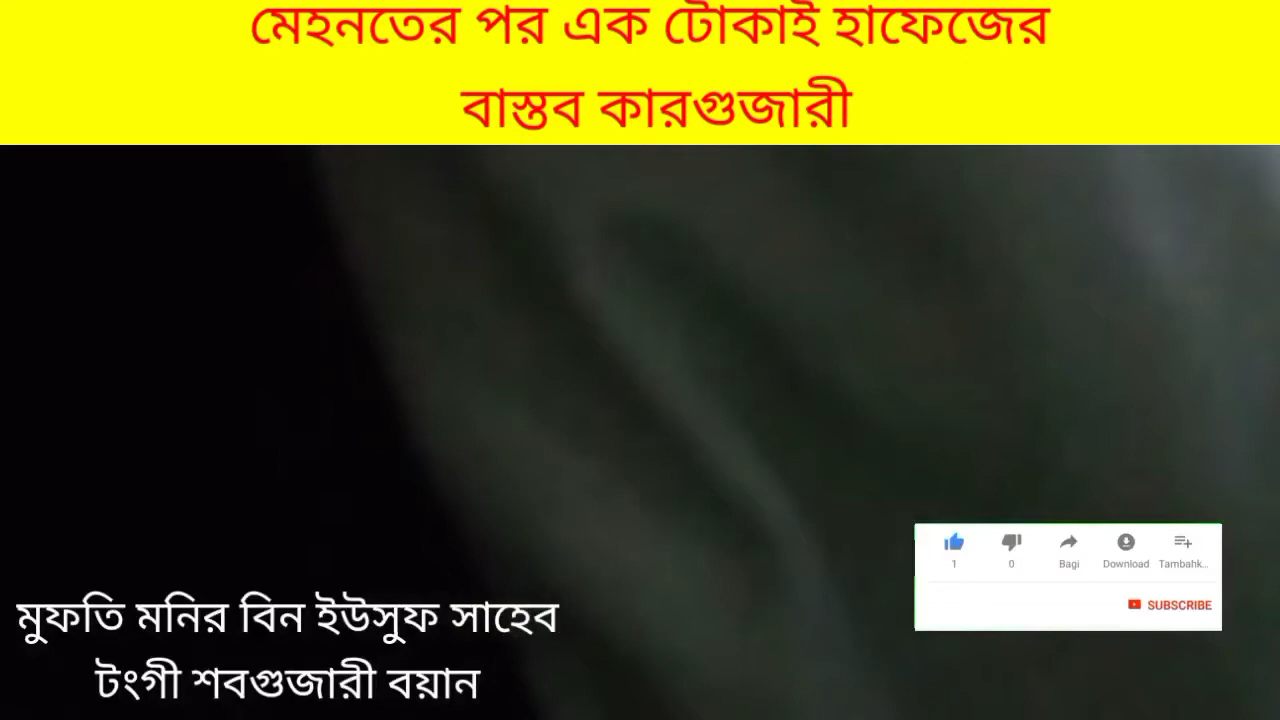 মেহনতের পর এক টোকাই হাফেজের
বাস্তব কারগুজারী
1 0 Bagi Download Tambahk...
SUBSCRIBE
মুফতি মনির বিন ইউসুফ সাহেব
টংগী শবগুজারী বয়ান